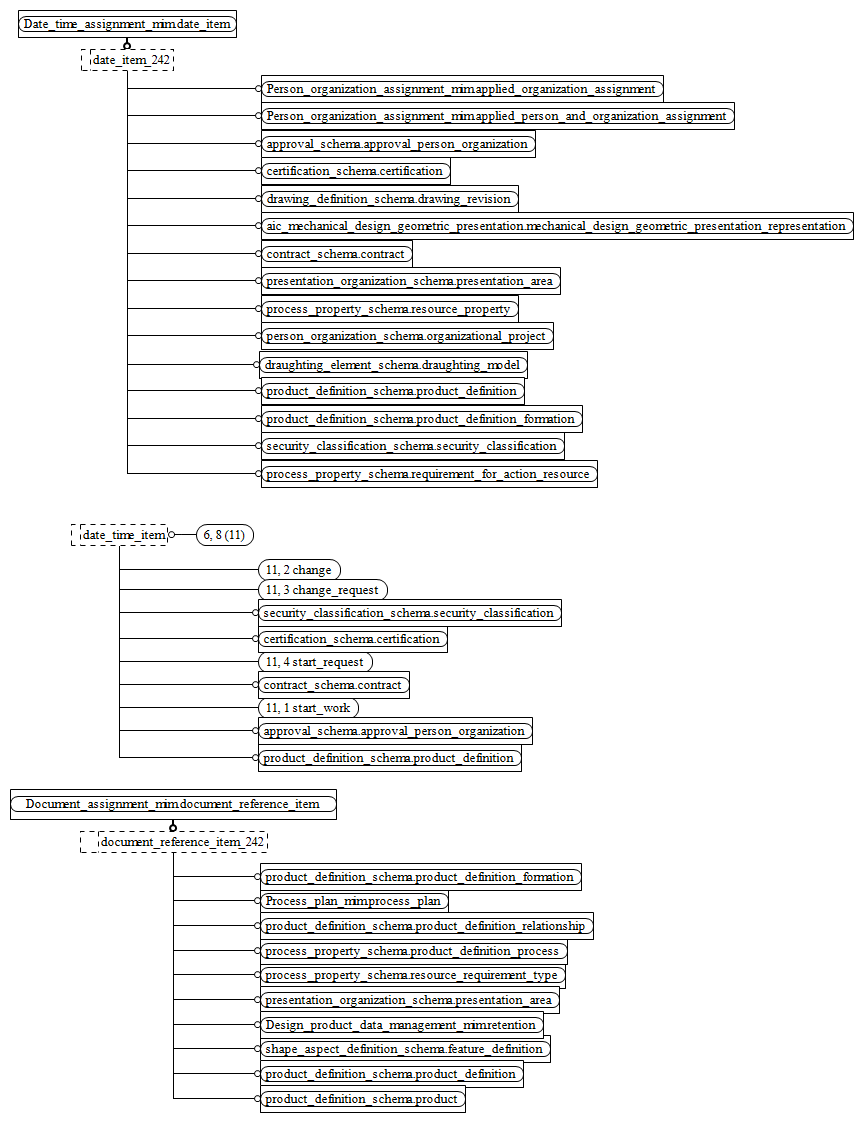 Date_time_assignment_mim.date_item
date_item_242
Person_organization_assignment_mim.applied_organization_assignment
Person_organization_assignment_mim.applied_person_and_organization_assignment
approval_schema.approval_person_organization
certification_schema.certification
drawing_definition_schema.drawing_revision
aic_mechanical_design_geometric_presentation.mechanical_design_geometric_presentation_representation
contract_schema.contract
presentation_organization_schema.presentation_area
process_property_schema.resource_property
person_organization_schema.organizational_project
draughting_element_schema.draughting_model
product_definition_schema.product_definition
product_definition_schema.product_definition_formation
security_classification_schema.security_classification
process_property_schema.requirement_for_action_resource
date_time_item
6, 8 (11)
11, 2 change
11, 3 change_request
security_classification_schema.security_classification
certification_schema.certification
11, 4 start_request
contract_schema.contract
11, 1 start_work
approval_schema.approval_person_organization
product_definition_schema.product_definition
Document_assignment_mim.document_reference_item
document_reference_item_242
product_definition_schema.product_definition_formation
Process_plan_mim.process_plan
product_definition_schema.product_definition_relationship
process_property_schema.product_definition_process
process_property_schema.resource_requirement_type
presentation_organization_schema.presentation_area
Design_product_data_management_mim.retention
shape_aspect_definition_schema.feature_definition
product_definition_schema.product_definition
product_definition_schema.product